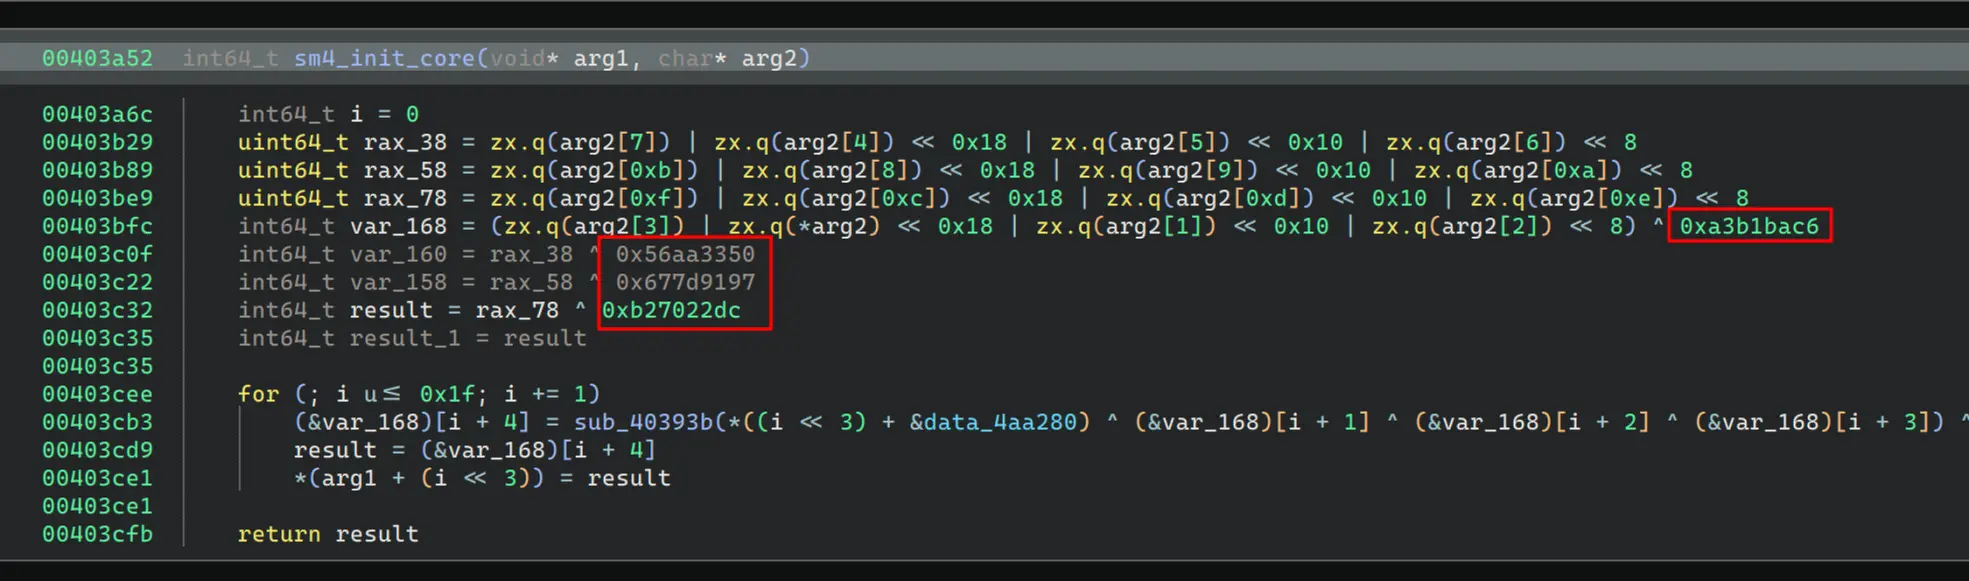 00403a52 int64_t sm4_init_core(void* arg1, char* arg2)
00403a6c int64_t i = 0
00403b29 uint64_t rax_38 = zx.q(arg2[7]) | zx.q(arg2[4]) << 0x18 | zx.q(arg2[5]) << 0x10 | zx.q(arg2[6]) << 8
00403b89 uint64_t rax_58 = zx.q(arg2[0xb]) | zx.q(arg2[8]) << 0x18 | zx.q(arg2[9]) << 0x10 | zx.q(arg2[0xa]) << 8
00403be9 uint64_t rax_78 = zx.q(arg2[0xf]) | zx.q(arg2[0xc]) << 0x18 | zx.q(arg2[0xd]) << 0x10 | zx.q(arg2[0xe]) << 8
00403bfc int64_t var_168 = (zx.q(arg2[3]) | zx.q(*arg2) << 0x18 | zx.q(arg2[1]) << 0x10 | zx.q(arg2[2]) << 8) ^ 0xa3b1bac6
00403c0f int64_t var_160 = rax_38 ^ 0x56aa3350
00403c22 int64_t var_158 = rax_58 ^ 0x677d9197
00403c32 int64_t result = rax_78 ^ 0xb27022dc
00403c35 int64_t result_1 = result
00403c35
00403cee for (; i u≤ 0x1f; i += 1)
00403cb3 (&var_168)[i + 4] = sub_40393b(*((i << 3) + &data_4aa280) ^ (&var_168)[i + 1] ^ (&var_168)[i + 2] ^ (&var_168)[i + 3]) ^
00403cd9 result = (&var_168)[i + 4]
00403ce1 *(arg1 + (i << 3)) = result
00403ce1
00403cfb return result